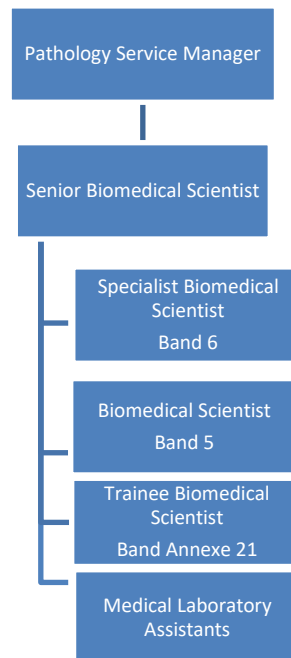 Pathology Service Manager
Senior Biomedical Scientist
Specialist Biomedical
Scientist
Band 6
Biomedical Scientist
Band 5
Trainee Biomedical
Scientist
Band Annexe 21
Medical Laboratory
Assistants